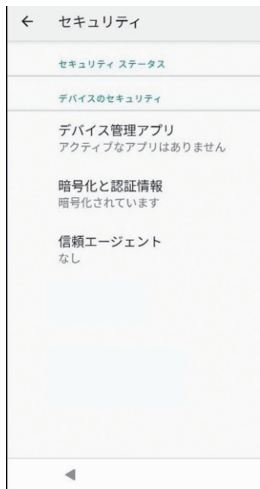 セキュリティ
セキュリティ ステータス
デバイスのセキュリティ
デバイス管理アプリ
アクティブなアプリはありません
暗号化と認証情報
暗号化されています
信頼エージェント
なし